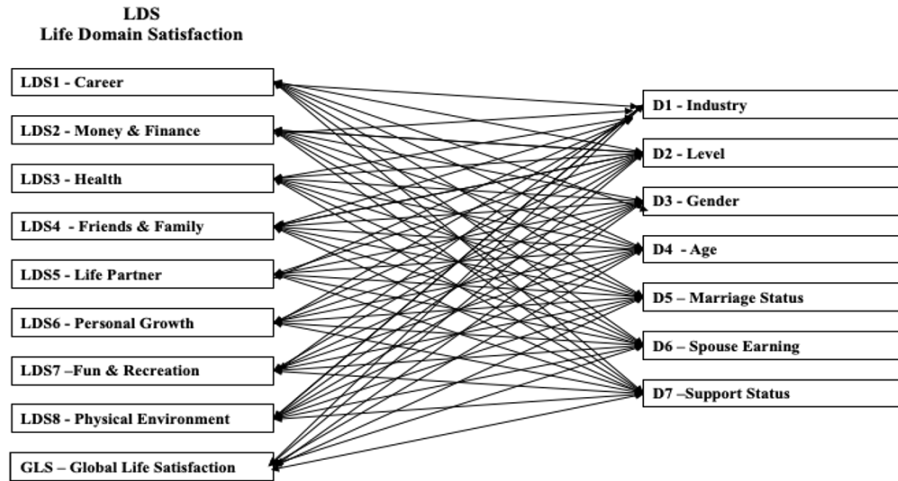 LDS
Life Domain Satisfaction
LDS1 - Career
LDS2 - Money & Finance
LDS3 - Health
LDS4 - Friends & Family
LDS5 - Life Partner
LDS6 - Personal Growth
LDS7 –Fun & Recreation
LDS8 - Physical Environment
GLS – Global Life Satisfaction
D1 - Industry
D2 - Level
D3 - Gender
D4 - Age
D5 – Marriage Status
D6 – Spouse Earning
D7 –Support Status